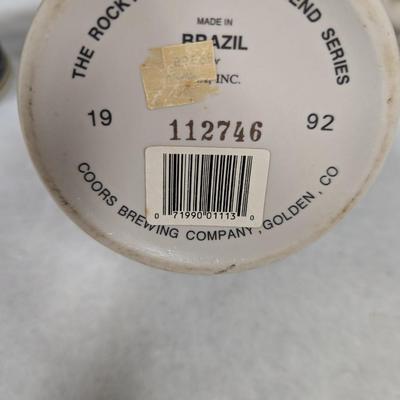 THE ROCK END SERIES
MADE IN
BRAZIL
BY
, INC.
19 92
112746
0 71990 01113 0
COORS BREWING COMPANY, GOLDEN, CO